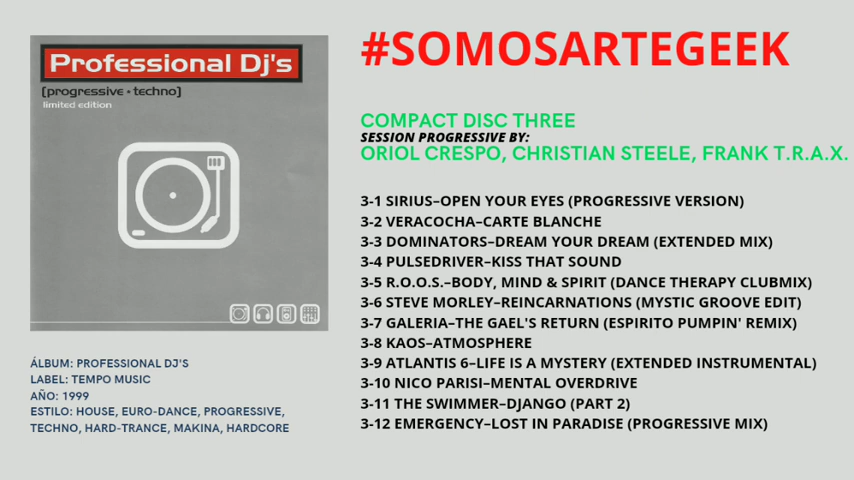 Professional Dj's
(progressive • techno)
limited edition
ÁLBUM: PROFESSIONAL DJ'S
LABEL: TEMPO MUSIC
AÑO: 1999
ESTILO: HOUSE, EURO-DANCE, PROGRESSIVE,
TECHNO, HARD-TRANCE, MAKINA, HARDCORE
#SOMOSARTEGEEK
COMPACT DISC THREE
SESSION PROGRESSIVE BY:
ORIOL CRESPO, CHRISTIAN STEELE, FRANK T.R.A.X.
3-1 SIRIUS–OPEN YOUR EYES (PROGRESSIVE VERSION)
3-2 VERACOCHA–CARTE BLANCHE
3-3 DOMINATORS–DREAM YOUR DREAM (EXTENDED MIX)
3-4 PULSEDRIVER–KISS THAT SOUND
3-5 R.O.O.S.–BODY, MIND & SPIRIT (DANCE THERAPY CLUBMIX)
3-6 STEVE MORLEY–REINCARNATIONS (MYSTIC GROOVE EDIT)
3-7 GALERIA–THE GAEL'S RETURN (ESPIRITO PUMPIN' REMIX)
3-8 KAOS–ATMOSPHERE
3-9 ATLANTIS 6–LIFE IS A MYSTERY (EXTENDED INSTRUMENTAL)
3-10 NICO PARISI–MENTAL OVERDRIVE
3-11 THE SWIMMER–DJANGO (PART 2)
3-12 EMERGENCY–LOST IN PARADISE (PROGRESSIVE MIX)